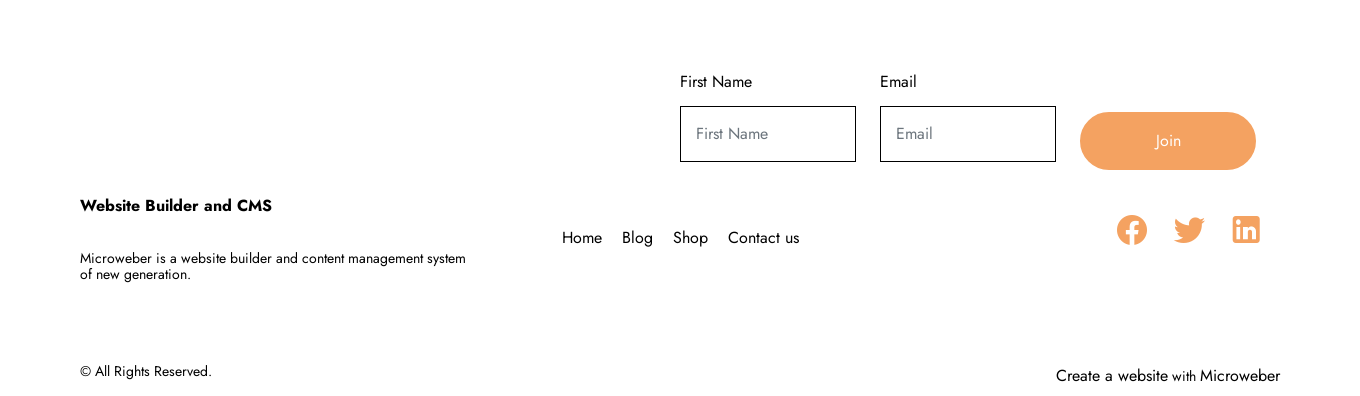 First Name
Email
First Name
Email
Join
Website Builder and CMS
Home
Blog
Shop
Contact us
Microweber is a website builder and content management system
of new generation.
© All Rights Reserved.
Create a website with Microweber